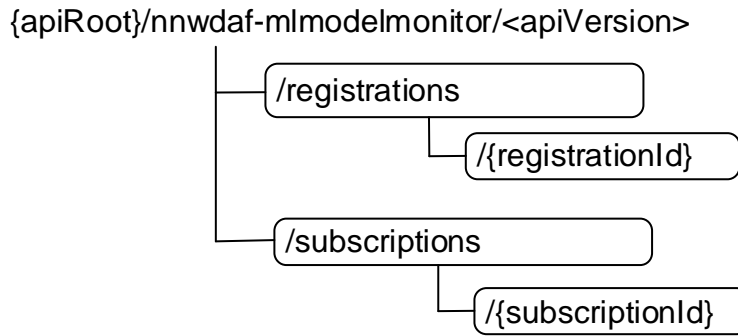 {apiRoot}/nnwdaf-mlmodelmonitor/<apiVersion>
/registrations
/{registrationId}
/subscriptions
/{subscriptionId}